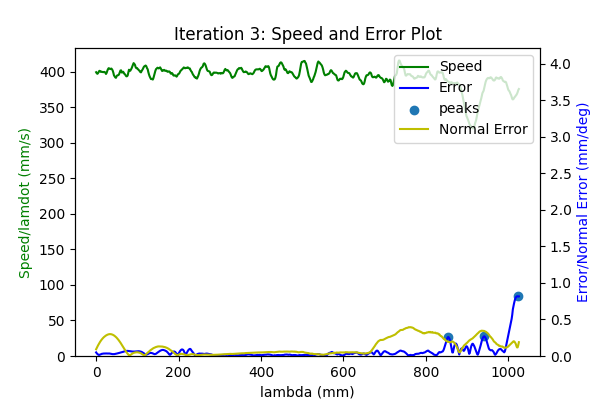 Iteration 3: Speed and Error Plot
Speed
Error
peaks
Normal Error
400
350
300
250
200
150
100
50
0
Speed/lamdot (mm/s)
4.0
3.5
3.0
2.5
2.0
1.5
1.0
0.5
0.0
Error/Normal Error (mm/deg)
0 200 400 600 800 1000
lambda (mm)